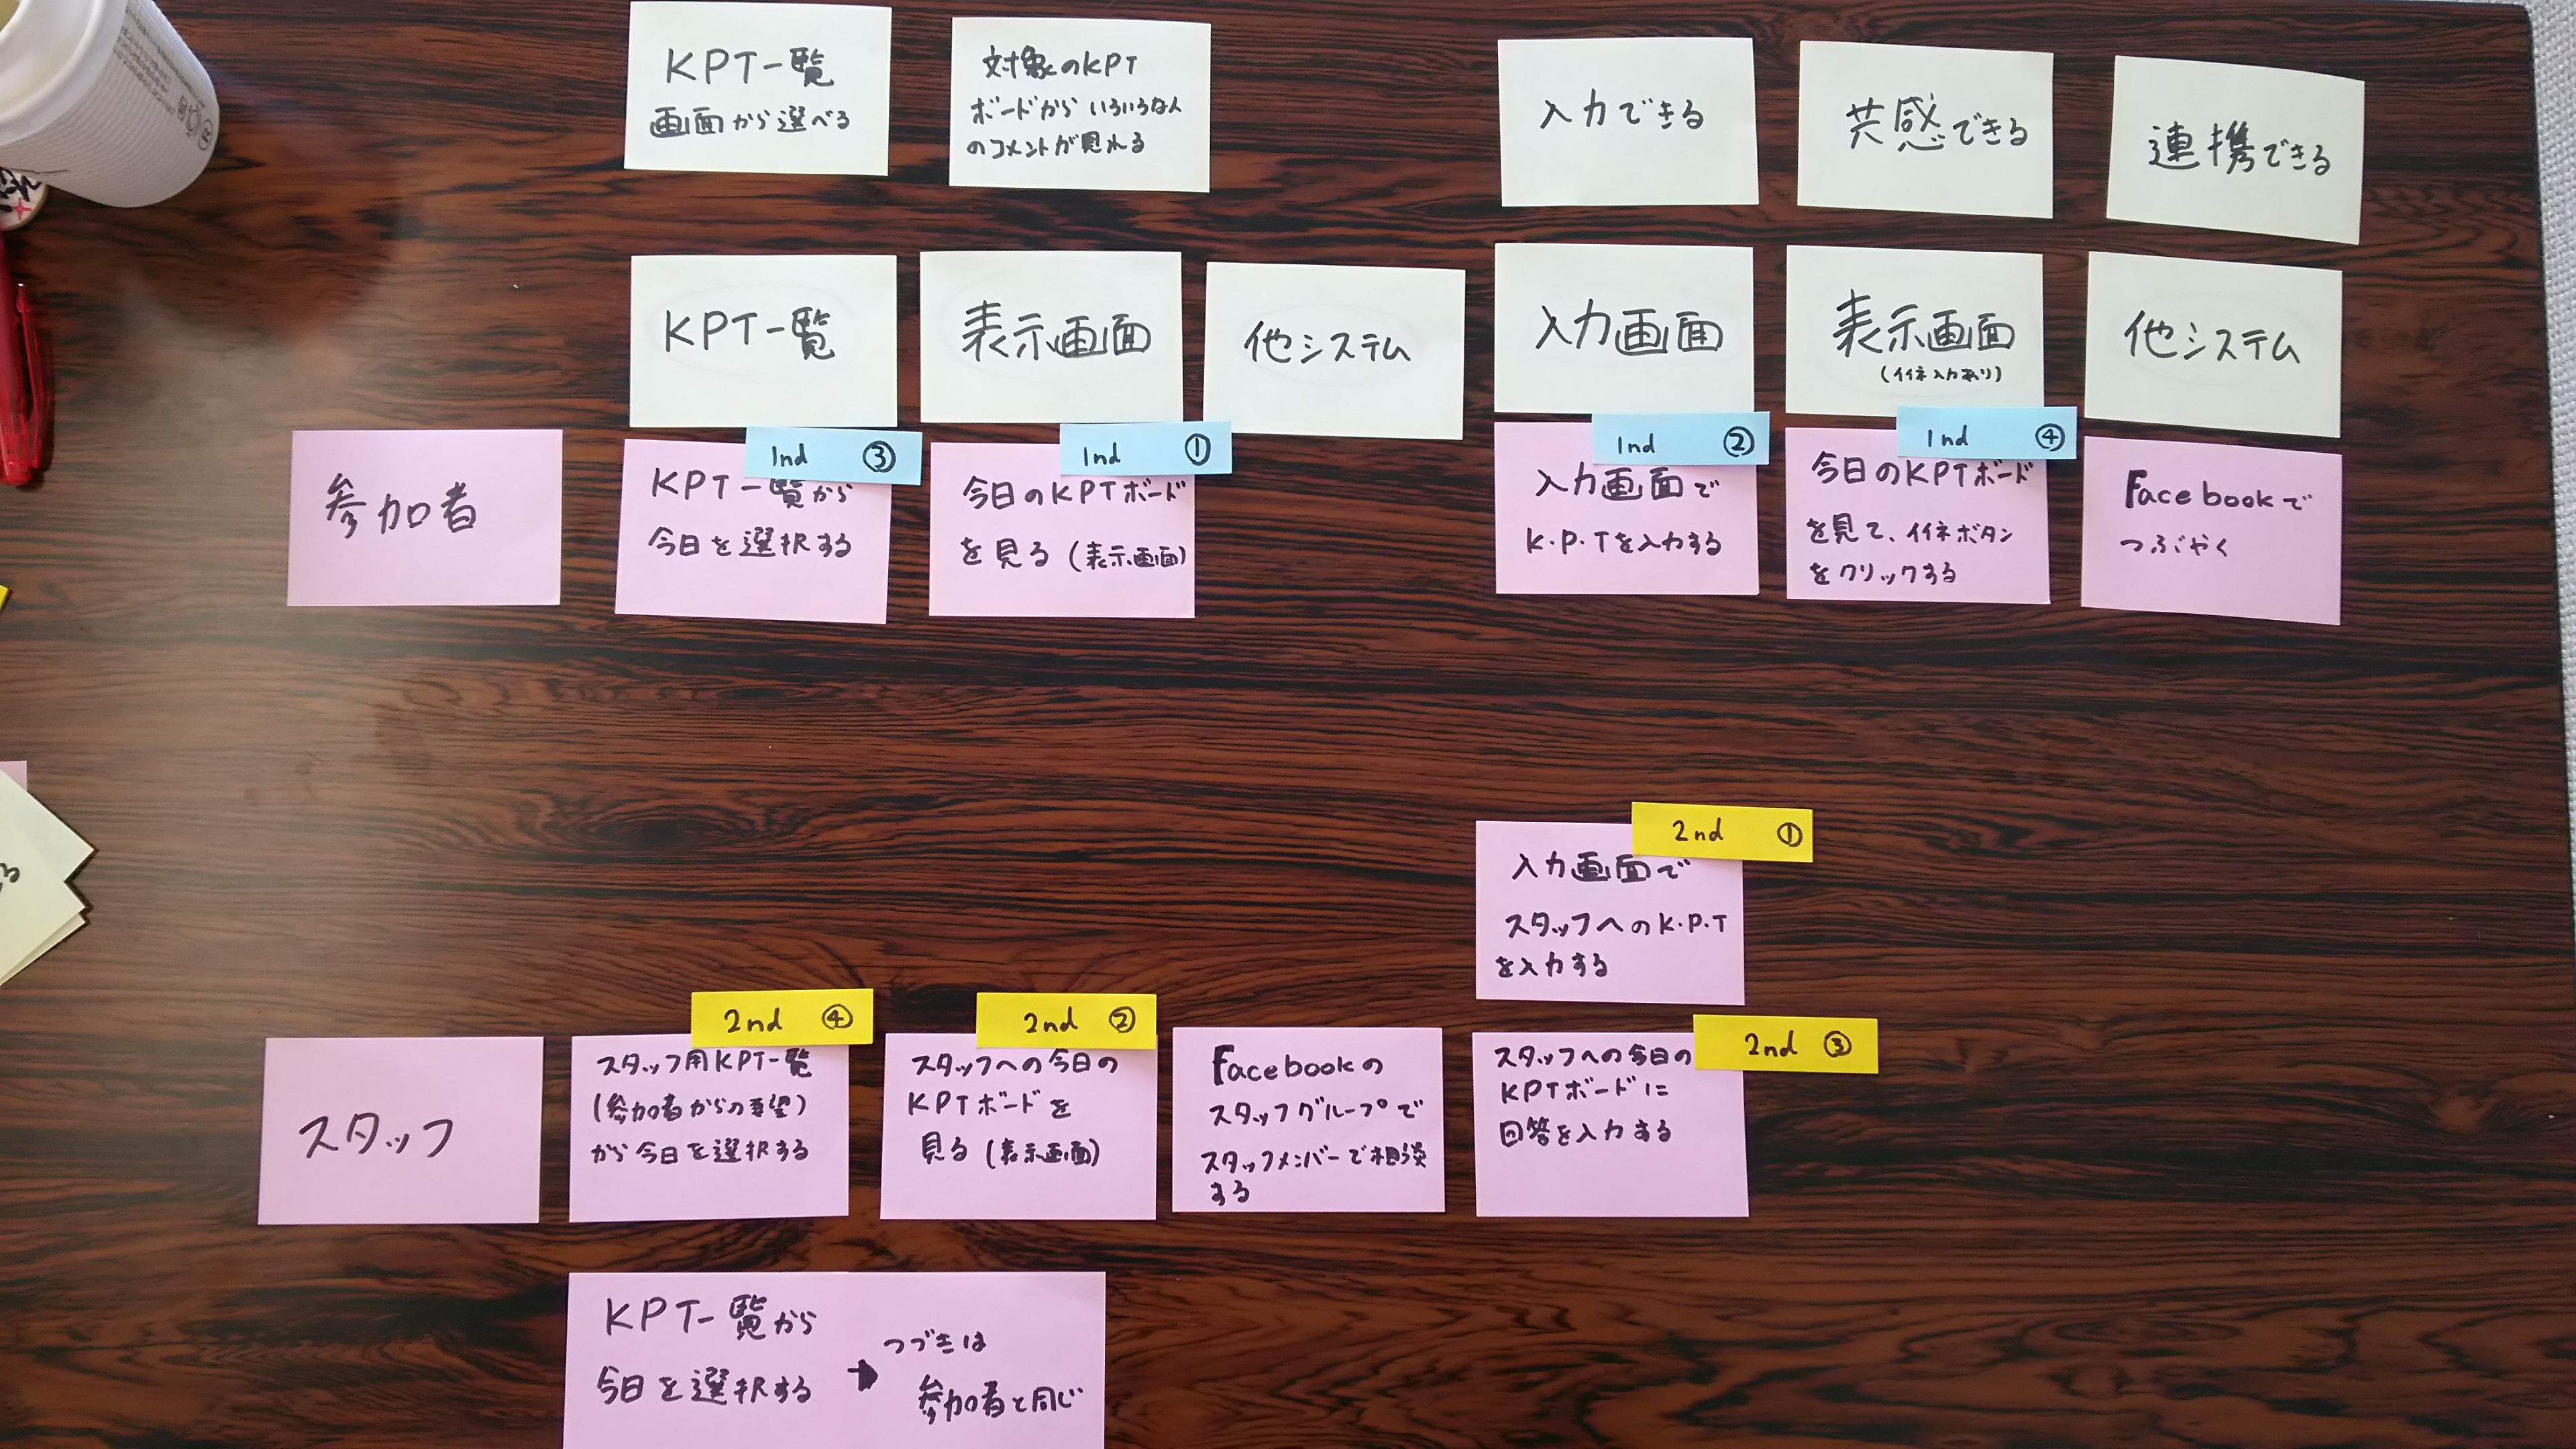 KPT一覧
画面から選べる
対象のKPT
ボードからいろいろな人
のコメントが見れる
入力できる
共感できる
連携できる
KPT一覧
表示画面
他システム
入力画面
表示画面
(イイネ入力あり)
他システム
参加者
1nd ③
KPT一覧から
今日を選択する
1nd ①
今日のKPTボード
を見る(表示画面)
1nd ②
入力画面で
K・P・Tを入力する
1nd ④
今日のKPTボード
を見て、イイネボタン
をクリックする
Facebookで
つぶやく
2nd ①
入力画面で
スタッフへのK・P・T
を入力する
スタッフ
2nd ④
スタッフ用KPT一覧
(参加者からの要望)
から今日を選択する
2nd ②
スタッフへの今日の
KPTボードを
見る(表示画面)
Facebookの
スタッフグループで
スタッフメンバーで相談
する
2nd ③
スタッフへの今日の
KPTボードに
回答を入力する
KPT一覧から
今日を選択する
➡
つづきは
参加者と同じ